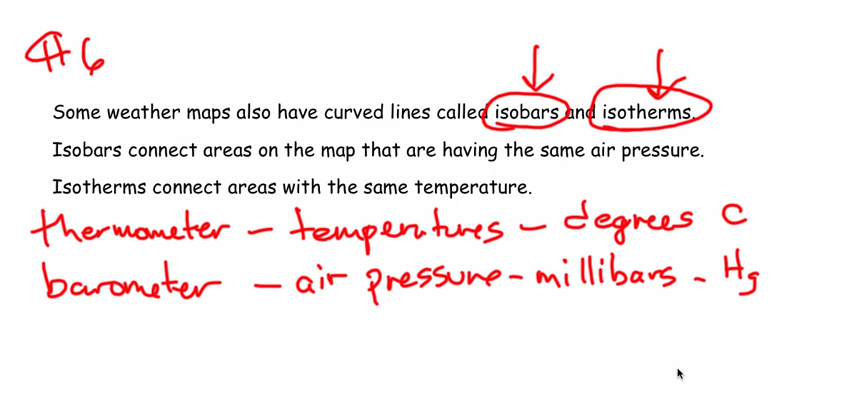 #6
Some weather maps also have curved lines called isobars and isotherms.
Isobars connect areas on the map that are having the same air pressure.
Isotherms connect areas with the same temperature.
thermometer – temperatures – degrees C
barometer – air pressure – millibars - Hg